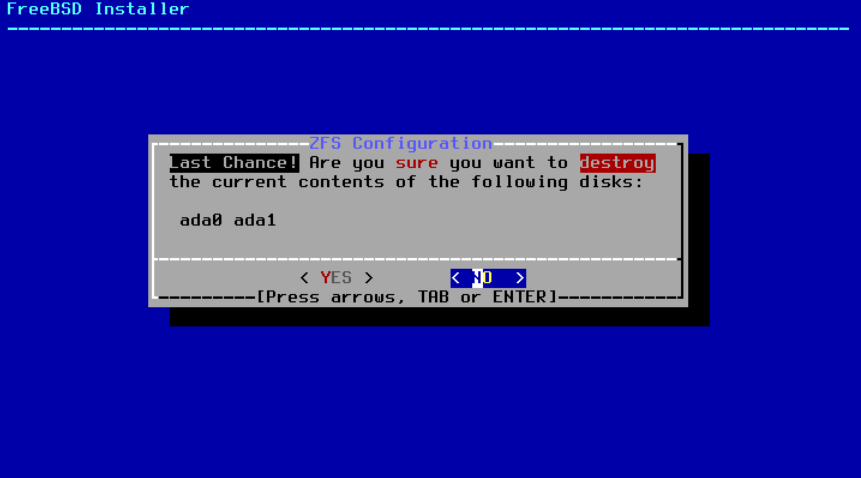 FreeBSD Installer
ZFS Configuration
Last Chance! Are you sure you want to destroy
the current contents of the following disks:
ada0 ada1
< YES > < NO >
[Press arrows, TAB or ENTER]